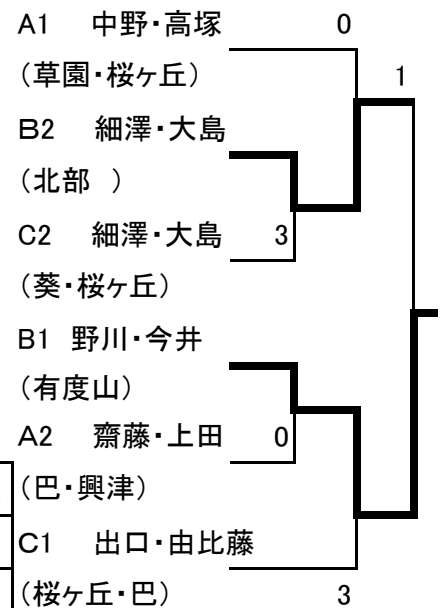 A1　中野・高塚　0
（草園・桜ヶ丘）　1
B2　細澤・大島
（北部　）
C2　細澤・大島　3
（葵・桜ヶ丘）
B1　野川・今井
（有度山）
A2　齋藤・上田　0
（巴・興津）
C1　出口・由比藤
（桜ヶ丘・巴）　3